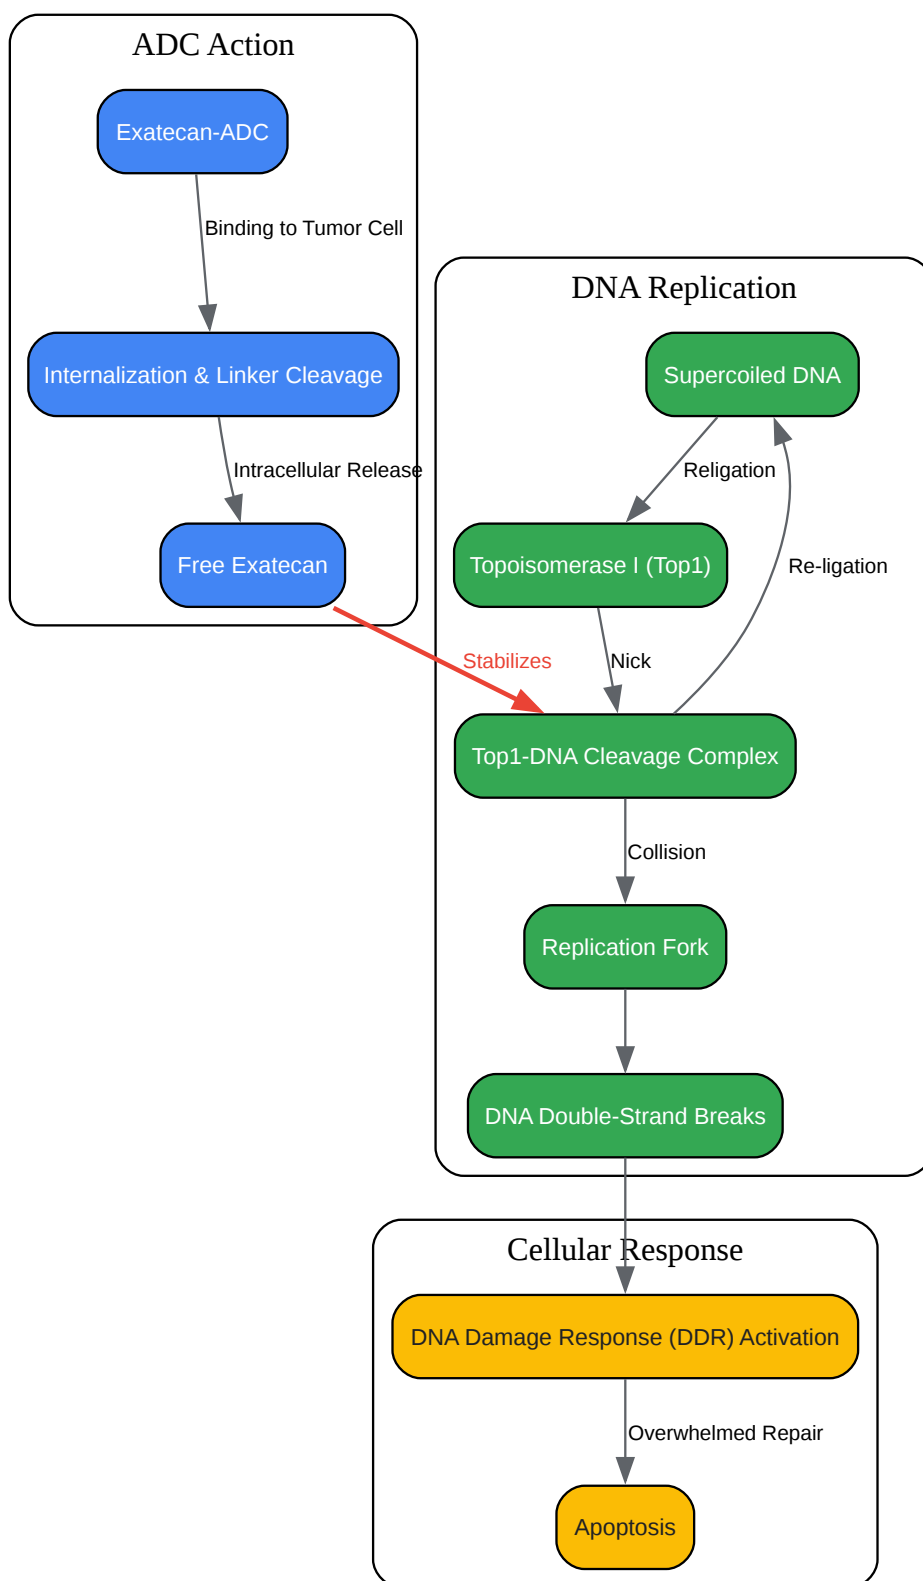 ADC Action
Exatecan-ADC
Binding to Tumor Cell
Internalization & Linker Cleavage
Intracellular Release
Free Exatecan
Stabilizes
DNA Replication
Supercoiled DNA
Religation
Topoisomerase I (Top1)
Re-ligation
Nick
Top1-DNA Cleavage Complex
Collision
Replication Fork
DNA Double-Strand Breaks
Cellular Response
DNA Damage Response (DDR) Activation
Overwhelmed Repair
Apoptosis